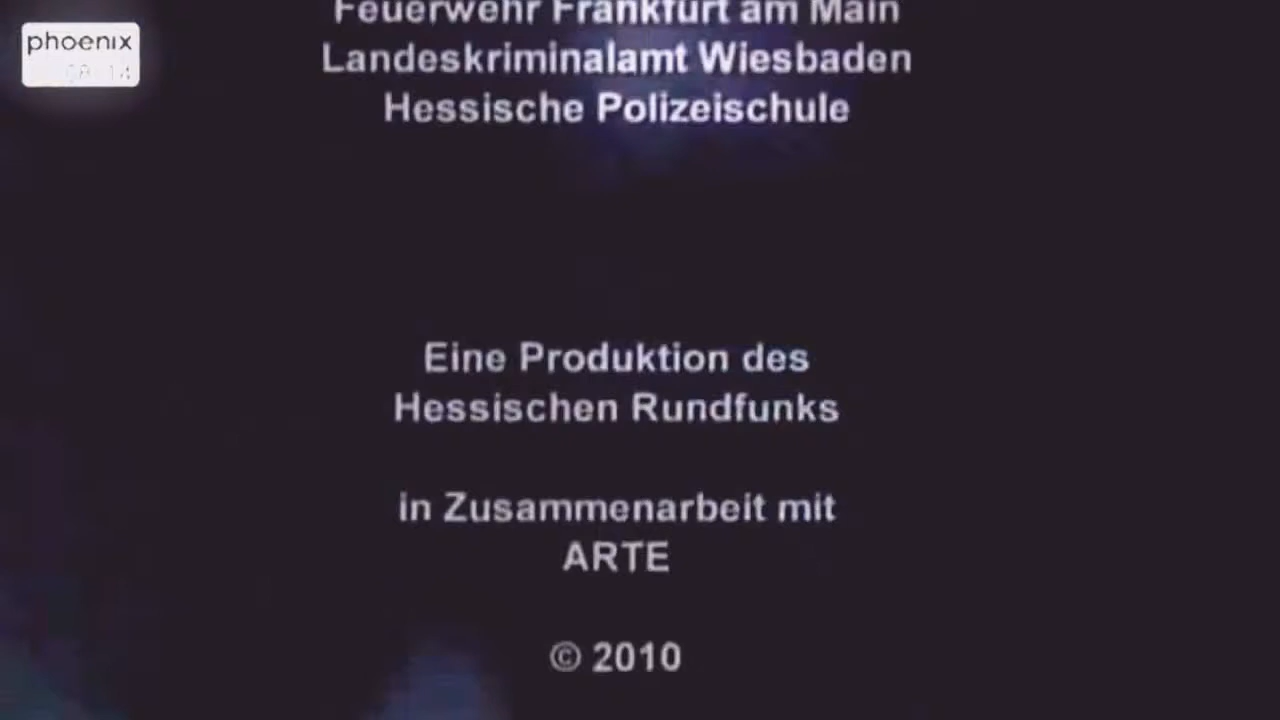 phoenix
Feuerwehr Frankfurt am Main
Landeskriminalamt Wiesbaden
Hessische Polizeischule
Eine Produktion des
Hessischen Rundfunks
in Zusammenarbeit mit
ARTE
© 2010